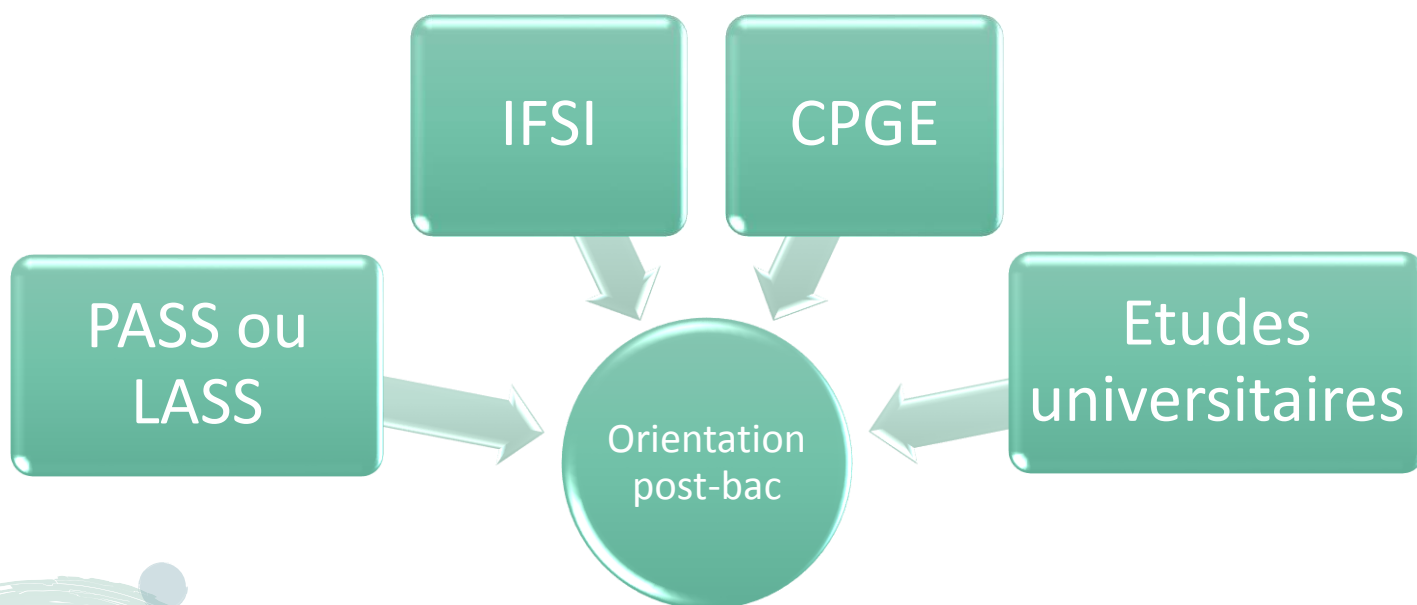 IFSI
CPGE
PASS ou
LASS
Etudes
universitaires
Orientation
post-bac